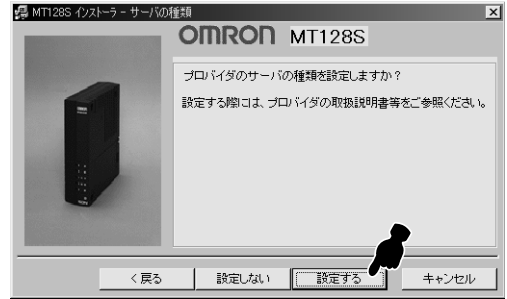 MT128S インストーラ - サーバの種類
OMRON MT128S
プロバイダのサーバの種類を設定しますか?
設定する際には、プロバイダの取扱説明書等をご参照ください。
< 戻る 設定しない 設定する キャンセル